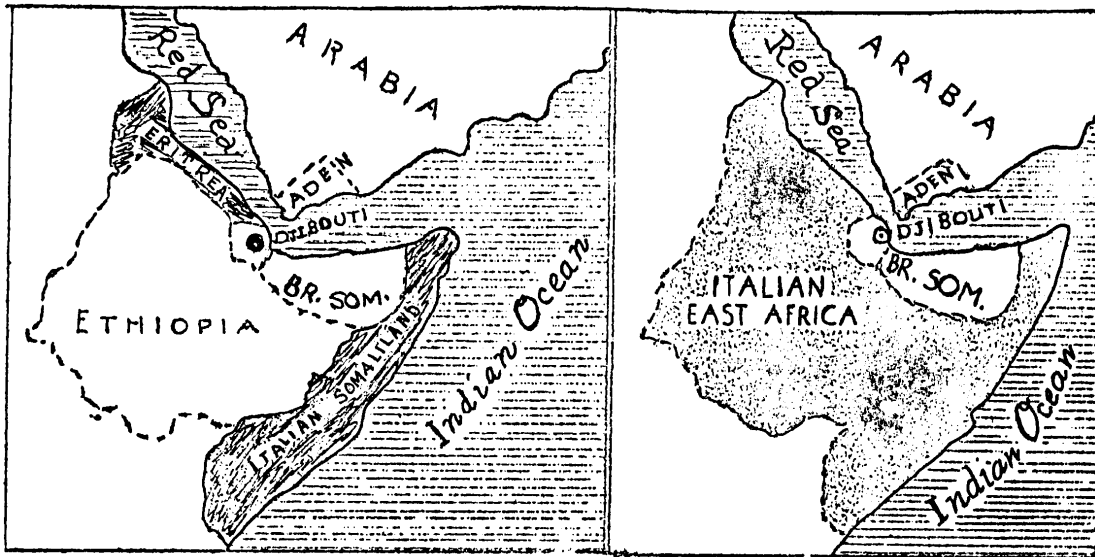 ARABIA
Red Sea
ERITREA
ADEN
DJIBOUTI
BR. SOM.
ETHIOPIA
ITALIAN SOMALILAND
Indian Ocean
ARABIA
Red Sea
ADEN
DJIBOUTI
BR. SOM.
ITALIAN
EAST AFRICA
Indian Ocean